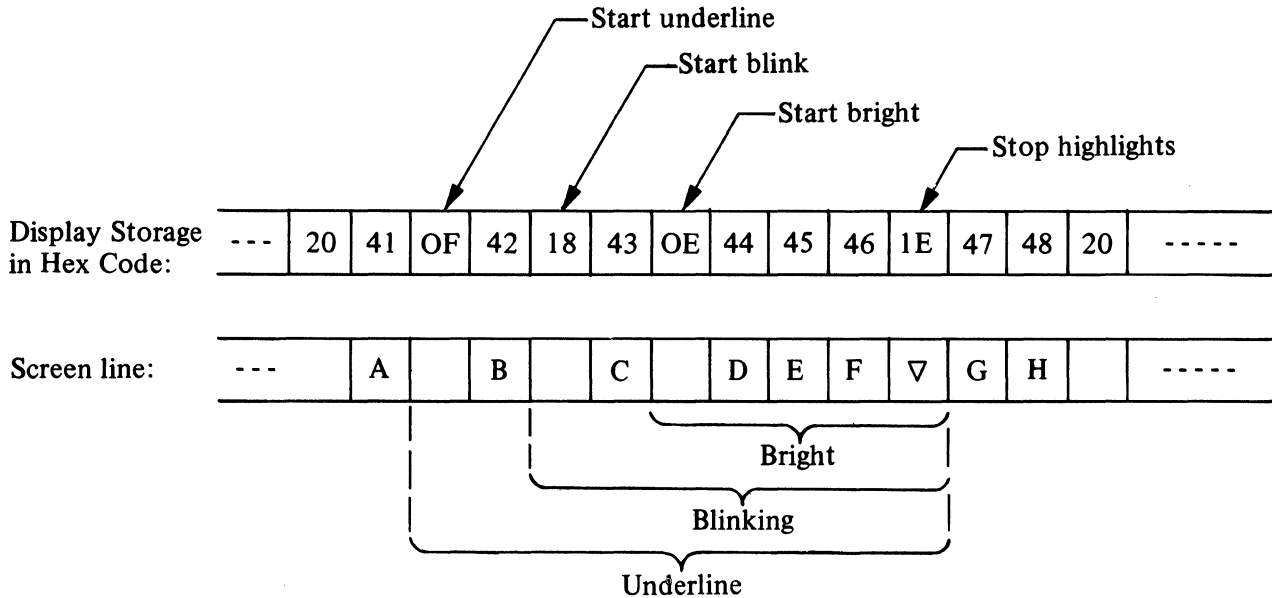 Start underline
Start blink
Start bright
Stop highlights
Display Storage
in Hex Code:
--- 20 41 OF 42 18 43 OE 44 45 46 1E 47 48 20 -----
Screen line:
--- A B C D E F ▽ G H -----
Bright
Blinking
Underline